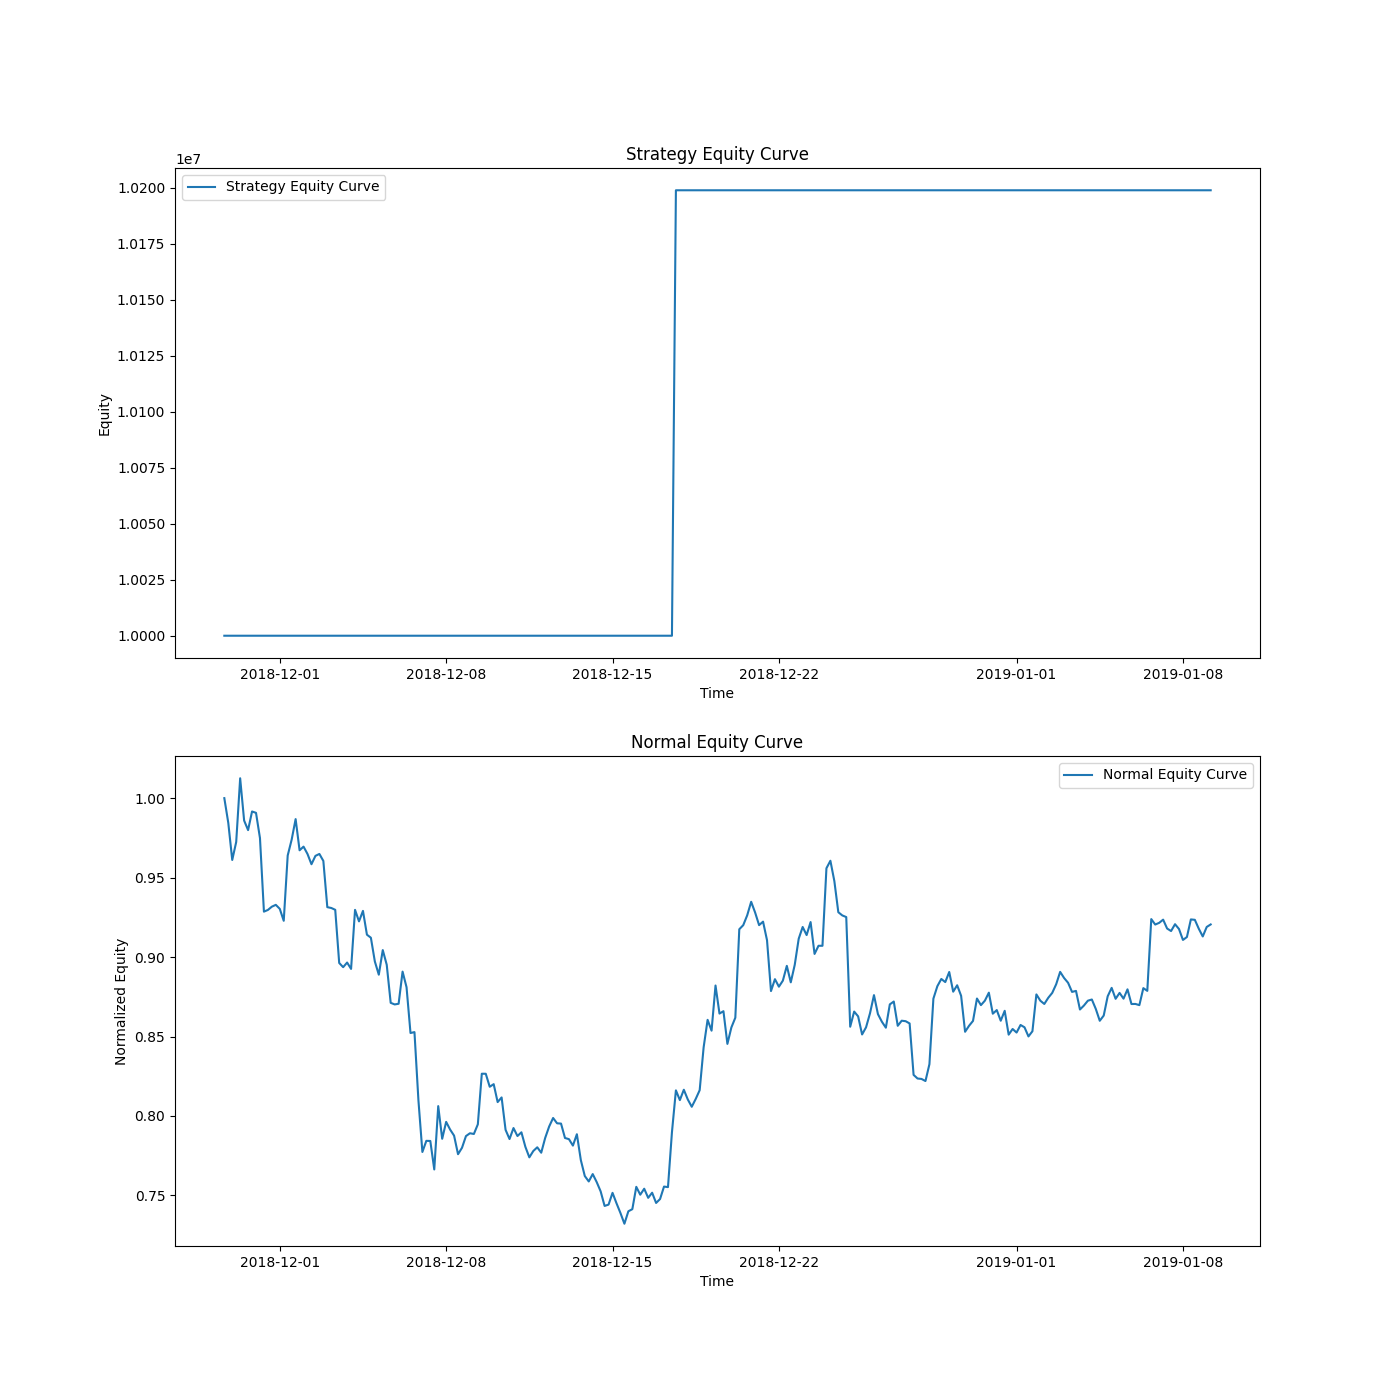 Strategy Equity Curve
1e7
Strategy Equity Curve
1.0200
1.0175
1.0150
1.0125
1.0100
1.0075
1.0050
1.0025
1.0000
Equity
2018-12-01 2018-12-08 2018-12-15 2018-12-22 2019-01-01 2019-01-08
Time
Normal Equity Curve
Normal Equity Curve
1.00
0.95
0.90
0.85
0.80
0.75
Normalized Equity
2018-12-01 2018-12-08 2018-12-15 2018-12-22 2019-01-01 2019-01-08
Time